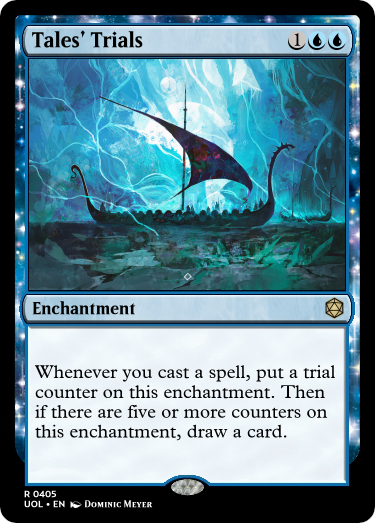 Tales' Trials 1
Enchantment
Whenever you cast a spell, put a trial
counter on this enchantment. Then
if there are five or more counters on
this enchantment, draw a card.
R 0405
UOL • EN Dominic Meyer